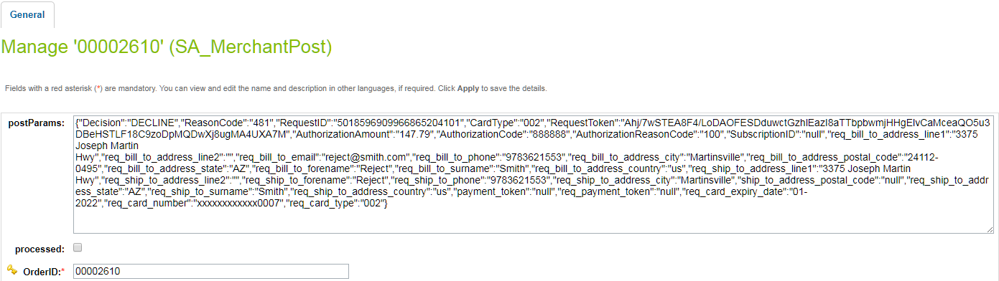 General
Manage '00002610' (SA_MerchantPost)
Fields with a red asterisk (*) are mandatory. You can view and edit the name and description in other languages, if required. Click Apply to save the details.
postParams:
{"Decision":"DECLINE","ReasonCode":"481","RequestID":"5018596909966865204101","CardType":"002","RequestToken":"Ahj/7wSTEA8F4/LoDAOFESDduwctGzhIEazI8aTTbpbwmjHHgEIvCaMceaQO5u3
DBeHSTLF18C9zoDpMQDwXj8ugMA4UXA7M","AuthorizationAmount":"147.79","AuthorizationCode":"888888","AuthorizationReasonCode":"100","SubscriptionID":"null","req_bill_to_address_line1":"3375
Joseph Martin
Hwy","req_bill_to_address_line2":"","req_bill_to_email":"reject@smith.com","req_bill_to_phone":"9783621553","req_bill_to_address_city":"Martinsville","req_bill_to_address_postal_code":"24112-
0495","req_bill_to_address_state":"AZ","req_bill_to_forename":"Reject","req_bill_to_surname":"Smith","req_bill_to_address_country":"us","req_ship_to_address_line1":"3375 Joseph Martin
Hwy","req_ship_to_address_line2":"","req_ship_to_forename":"Reject","req_ship_to_phone":"9783621553","req_ship_to_address_city":"Martinsville","ship_to_address_postal_code":"null","req_ship_to_addr
ess_state":"AZ","req_ship_to_surname":"Smith","req_ship_to_address_country":"us","payment_token":"null","req_payment_token":"null","req_card_expiry_date":"01-
2022","req_card_number":"xxxxxxxxxxxx0007","req_card_type":"002"}
processed:
OrderID:* 00002610